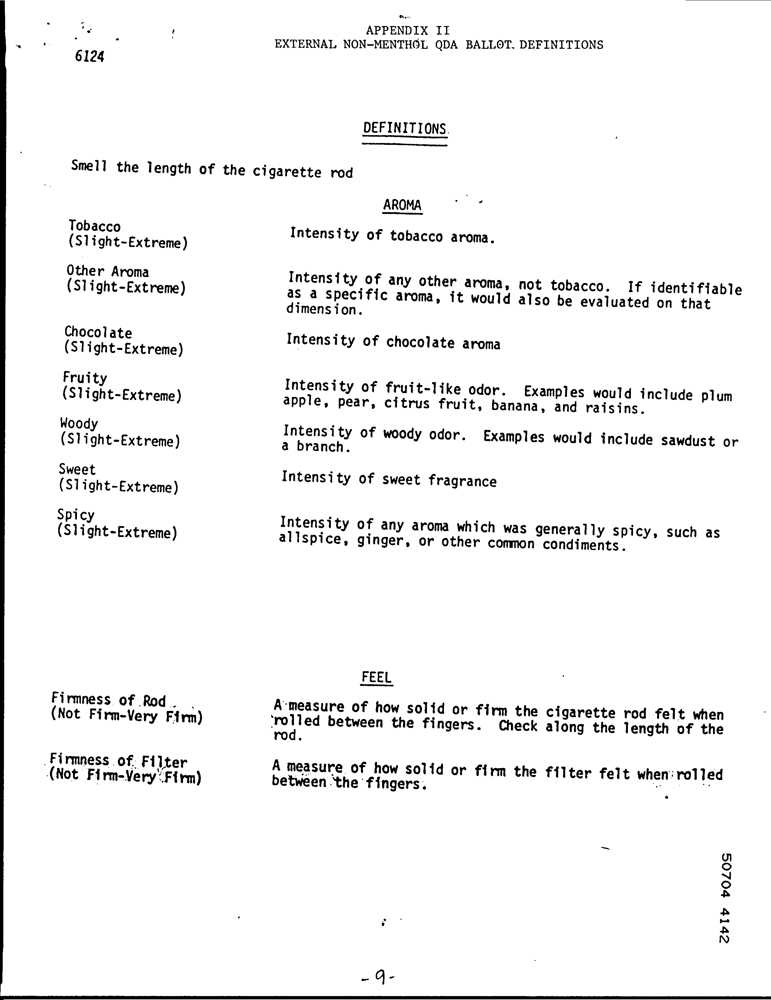 APPENDIX II
EXTERNAL NON-MENTHOL QDA BALLOT DEFINITIONS
6124
DEFINITIONS
Smell the length of the cigarette rod
AROMA
Tobacco
(Slight-Extreme)
Intensity of tobacco aroma.
Other Aroma
(Slight-Extreme)
Intensity of any other aroma, not tobacco. If identifiable
as a specific aroma, it would also be evaluated on that
dimension.
Chocolate
(Slight-Extreme)
Intensity of chocolate aroma
Fruity
(Slight-Extreme)
Intensity of fruit-like odor. Examples would include plum
apple, pear, citrus fruit, banana, and raisins.
Woody
(Slight-Extreme)
Intensity of woody odor. Examples would include sawdust or
a branch.
Sweet
(Slight-Extreme)
Intensity of sweet fragrance
Spicy
(Slight-Extreme)
Intensity of any aroma which was generally spicy, such as
allspice, ginger, or other common condiments.
FEEL
Firmness of Rod
(Not Firm-Very Firm)
A measure of how solid or firm the cigarette rod felt when
rolled between the fingers. Check along the length of the
rod.
Firmness of Filter
(Not Firm-Very Firm)
A measure of how solid or firm the filter felt when rolled
between the fingers.
50704 4142
-9-